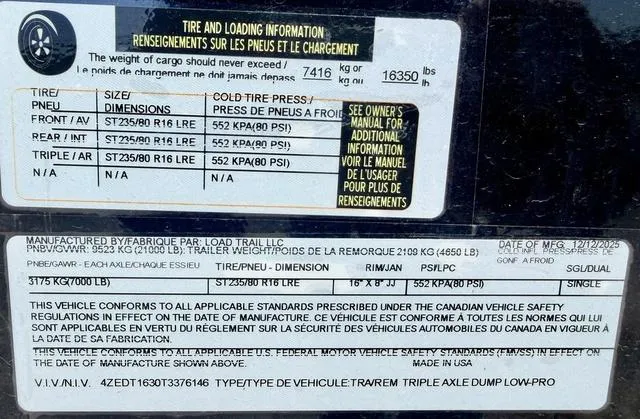 TIRE AND LOADING INFORMATION
RENSEIGNEMENTS SUR LES PNEUS ET LE CHARGEMENT
The weight of cargo should never exceed / 7416 kg or 16350 lbs
Le poids de chargement ne doit jamais depass kg ou lb
TIRE/ SIZE/ COLD TIRE PRESS./
PNEU DIMENSIONS PRESS DE PNEUS A FROID
FRONT / AV ST235/80 R16 LRE 552 KPA(80 PSI)
REAR / INT ST235/80 R16 LRE 552 KPA(80 PSI)
TRIPLE / AR ST235/80 R16 LRE 552 KPA(80 PSI)
N / A N / A N / A
SEE OWNER'S
MANUAL FOR
ADDITIONAL
INFORMATION
VOIR LE MANUEL
DE L'USAGER
POUR PLUS DE
RENSEIGNEMENTS
MANUFACTURED BY/FABRIQUE PAR: LOAD TRAIL LLC DATE OF MFG. 12/12/2025
PNBV/GVWR: 9523 KG (21000 LB); TRAILER WEIGHT/POIDS DE LA REMORQUE 2109 KG (4650 LB) COLD INFL. PRESS/PRESS DE
PNBE/GAWR - EACH AXLE/CHAQUE ESSIEU TIRE/PNEU - DIMENSION RIM/JAN PSI/LPC GONF. A FROID SGL/DUAL
3175 KG(7000 LB) ST235/80 R16 LRE 16" X 8" JJ 552 KPA(80 PSI) SINGLE
THIS VEHICLE CONFORMS TO ALL APPLICABLE STANDARDS PRESCRIBED UNDER THE CANADIAN VEHICLE SAFETY
REGULATIONS IN EFFECT ON THE DATE OF MANUFACTURE. CE VÉHICULE EST CONFORME À TOUTES LES NORMES QUI LUI
SONT APPLICABLES EN VERTU DU RÈGLEMENT SUR LA SÉCURITÉ DES VÉHICULES AUTOMOBILES DU CANADA EN VIGUEUR À
LA DATE DE SA FABRICATION.
THIS VEHICLE CONFORMS TO ALL APPLICABLE U.S. FEDERAL MOTOR VEHICLE SAFETY STANDARDS (FMVSS) IN EFFECT ON
THE DATE OF MANUFACTURE SHOWN ABOVE. MADE IN USA
V.I.V./N.I.V. 4ZEDT1630T3376146 TYPE/TYPE DE VEHICULE:TRA/REM TRIPLE AXLE DUMP LOW-PRO